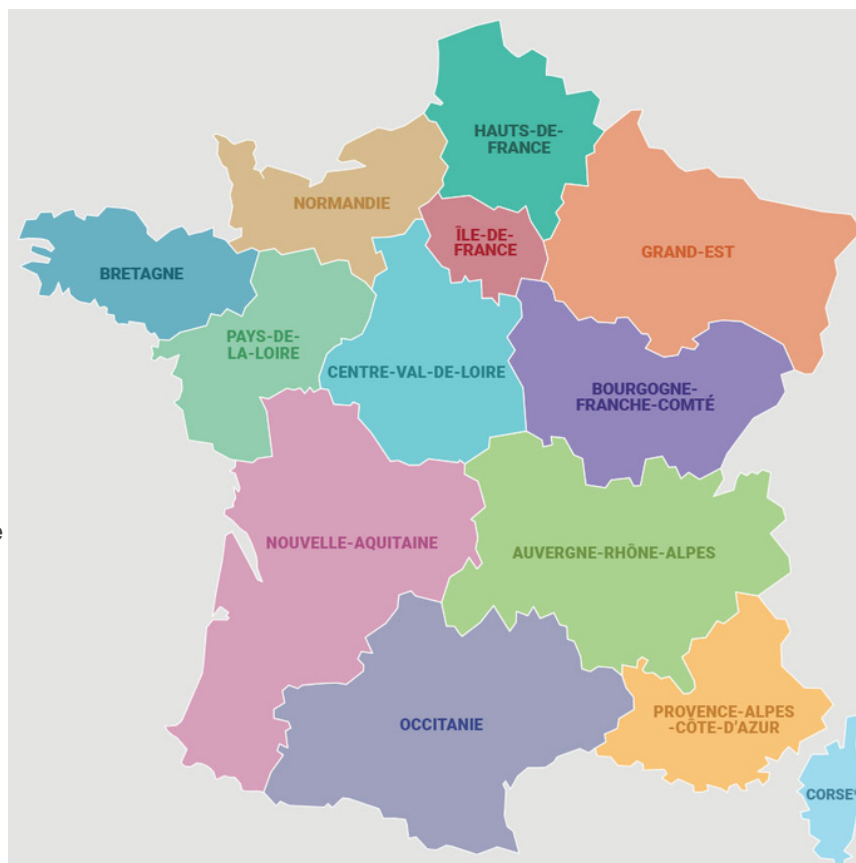 HAUTS-DE-
FRANCE
NORMANDIE
ÎLE-DE-
FRANCE
GRAND-EST
BRETAGNE
PAYS-DE-
LA-LOIRE
CENTRE-VAL-DE-LOIRE
BOURGOGNE-
FRANCHE-COMTÉ
e
NOUVELLE-AQUITAINE
AUVERGNE-RHÔNE-ALPES
PROVENCE-ALPES
-CÔTE-D'AZUR
OCCITANIE
CORSE